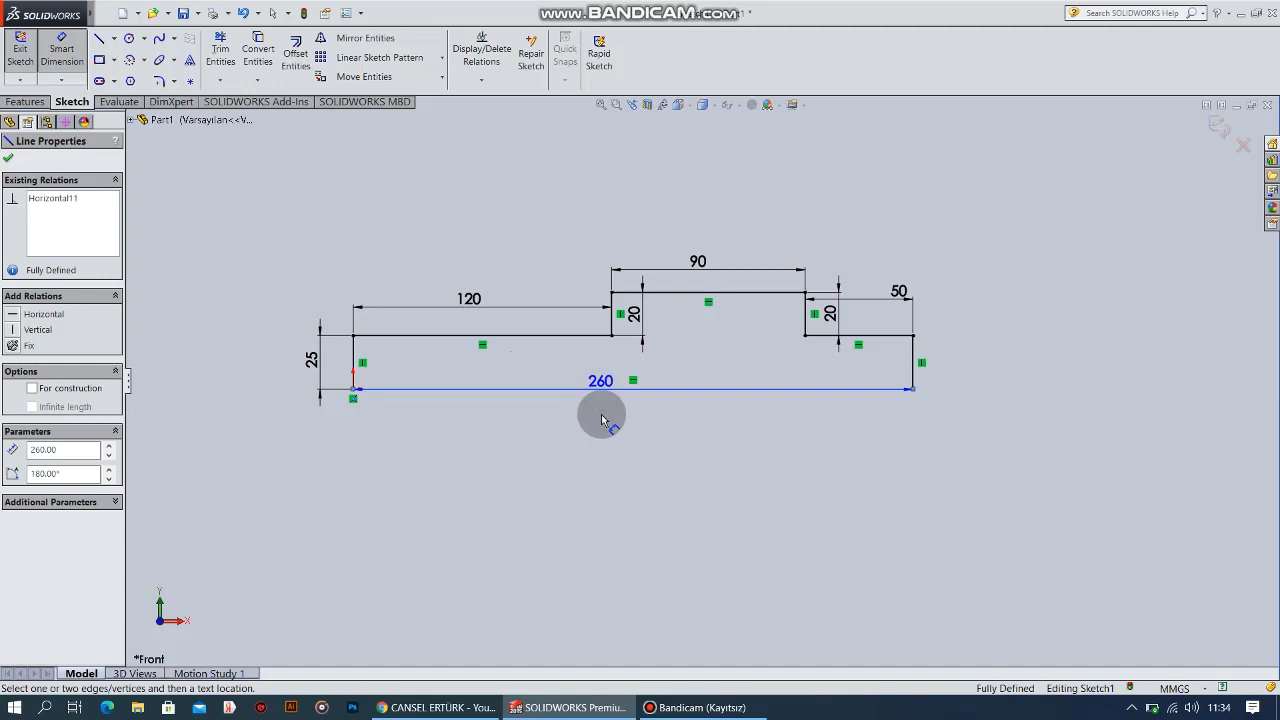 SOLIDWORKS
www.BANDICAM.com
1 *
Search SOLIDWORKS Help
Exit Sketch
Smart Dimension
Trim Entities
Convert Entities
Offset Entities
Mirror Entities
Linear Sketch Pattern
Move Entities
Display/Delete Relations
Repair Sketch
Quick Snaps
Rapid Sketch
Features
Sketch
Evaluate
DimXpert
SOLIDWORKS Add-Ins
SOLIDWORKS MBD
Part1 (Varsayılan<<V...
Line Properties
?
Existing Relations
Horizontal11
Fully Defined
Add Relations
Horizontal
Vertical
Fix
Options
For construction
Infinite length
Parameters
260.00
180.00°
Additional Parameters
90
120
50
20
20
25
260
Y
X
*Front
Model
3D Views
Motion Study 1
Select one or two edges/vertices and then a text location.
Fully Defined
Editing Sketch1
MMGS
CANSEL ERTÜRK - You...
SOLIDWORKS Premiu...
Bandicam (Kayıtsız)
11:34